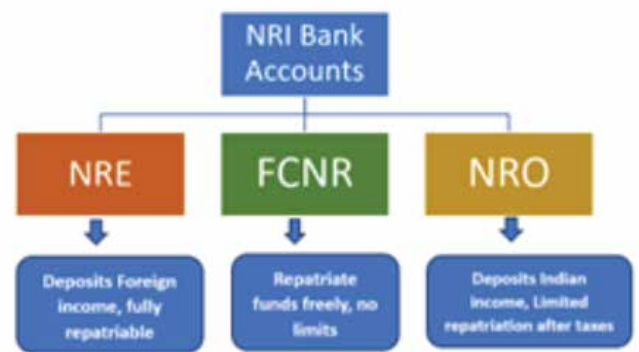 NRI Bank
Accounts
NRE
FCNR
NRO
Deposits Foreign
income, fully
repatriable
Repatriate
funds freely, no
limits
Deposits Indian
income, Limited
repatriation after taxes